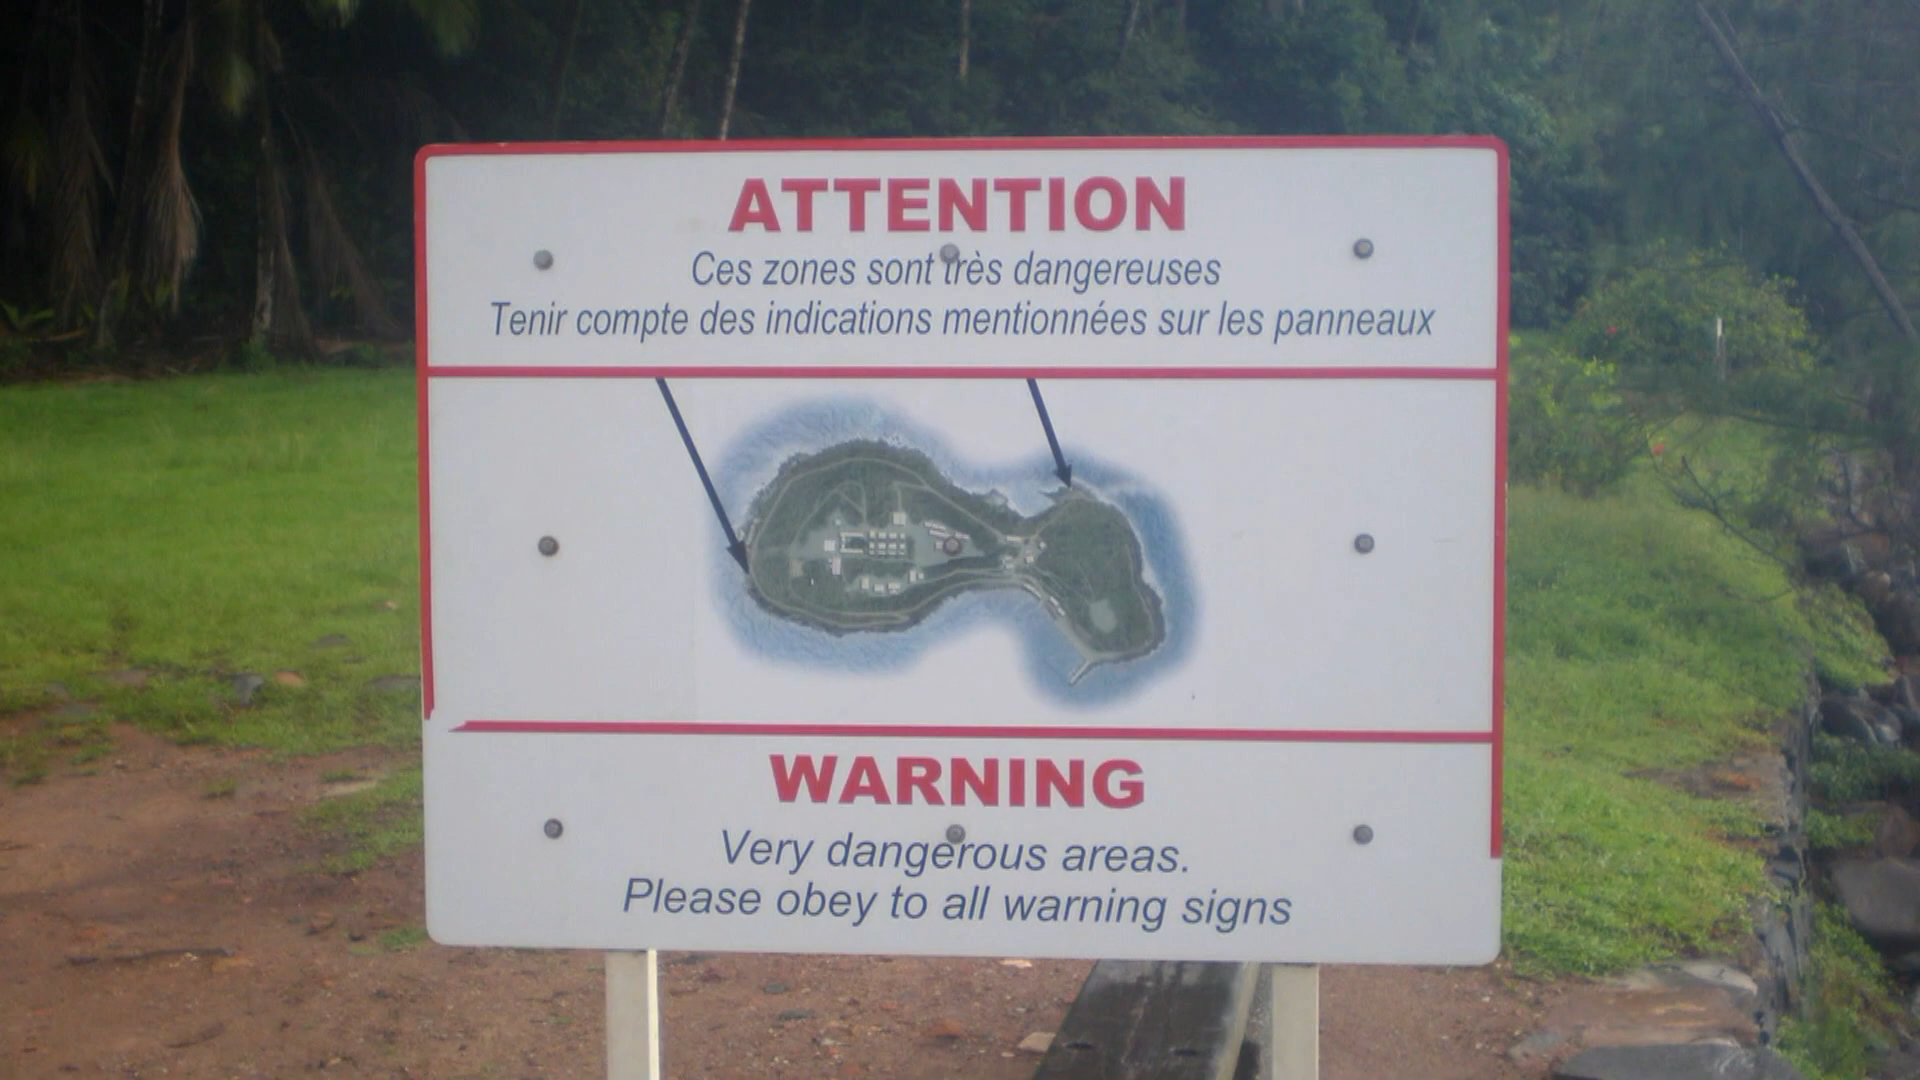 ATTENTION
Ces zones sont très dangereuses
Tenir compte des indications mentionnées sur les panneaux
WARNING
Very dangerous areas.
Please obey to all warning signs